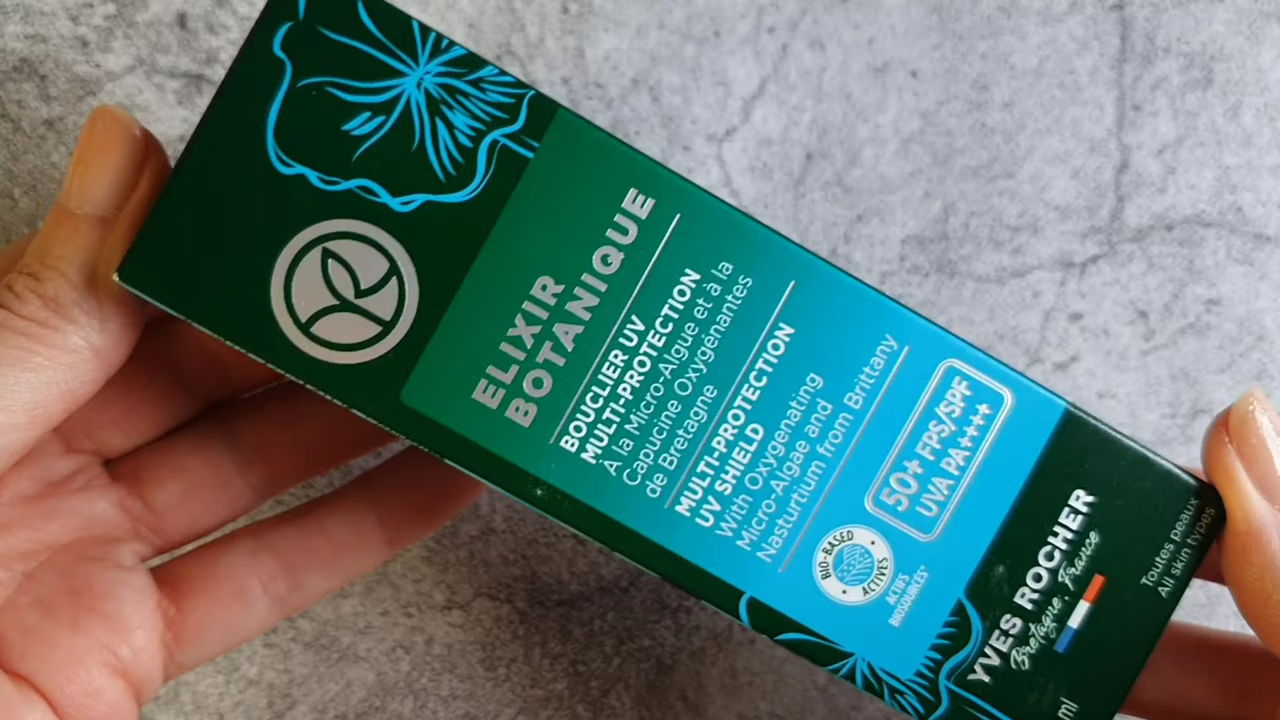 ELIXIR
BOTANIQUE
BOUCLIER UV
MULTI-PROTECTION
À la Micro-Algue et à la
Capucine Oxygénantes
de Bretagne
MULTI-PROTECTION
UV SHIELD
With Oxygenating
Micro-Algae and
Nasturtium from Brittany
50+ FPS/SPF
UVA PA++++
BIO-BASED
ACTIVES
ACTIFS
BIOSOURCÉS*
YVES ROCHER
Bretagne. France
Toutes peaux
All skin types
ml